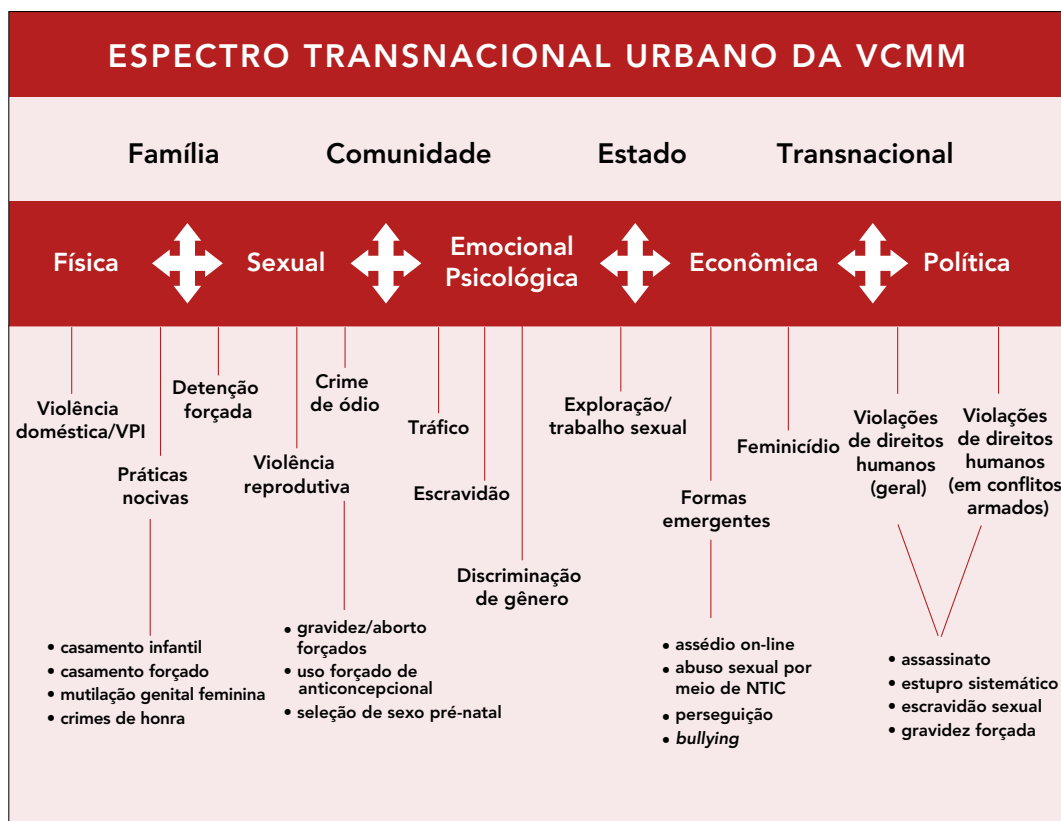 ESPECTRO TRANSNACIONAL URBANO DA VCMM
Família
Comunidade
Estado
Transnacional
Física
Sexual
Emocional
Psicológica
Econômica
Política
Violência
doméstica/VPI
Práticas
nocivas
• casamento infantil
• casamento forçado
• mutilação genital feminina
• crimes de honra
Detenção
forçada
Violência
reprodutiva
• gravidez/aborto
forçados
• uso forçado de
anticoncepcional
• seleção de sexo pré-natal
Crime
de ódio
Tráfico
Escravidão
Discriminação
de gênero
Exploração/
trabalho sexual
Formas
emergentes
• assédio on-line
• abuso sexual por
meio de NTIC
• perseguição
• bullying
Feminicídio
Violações
de direitos
humanos
(geral)
Violações
de direitos
humanos
(em conflitos
armados)
• assassinato
• estupro sistemático
• escravidão sexual
• gravidez forçada